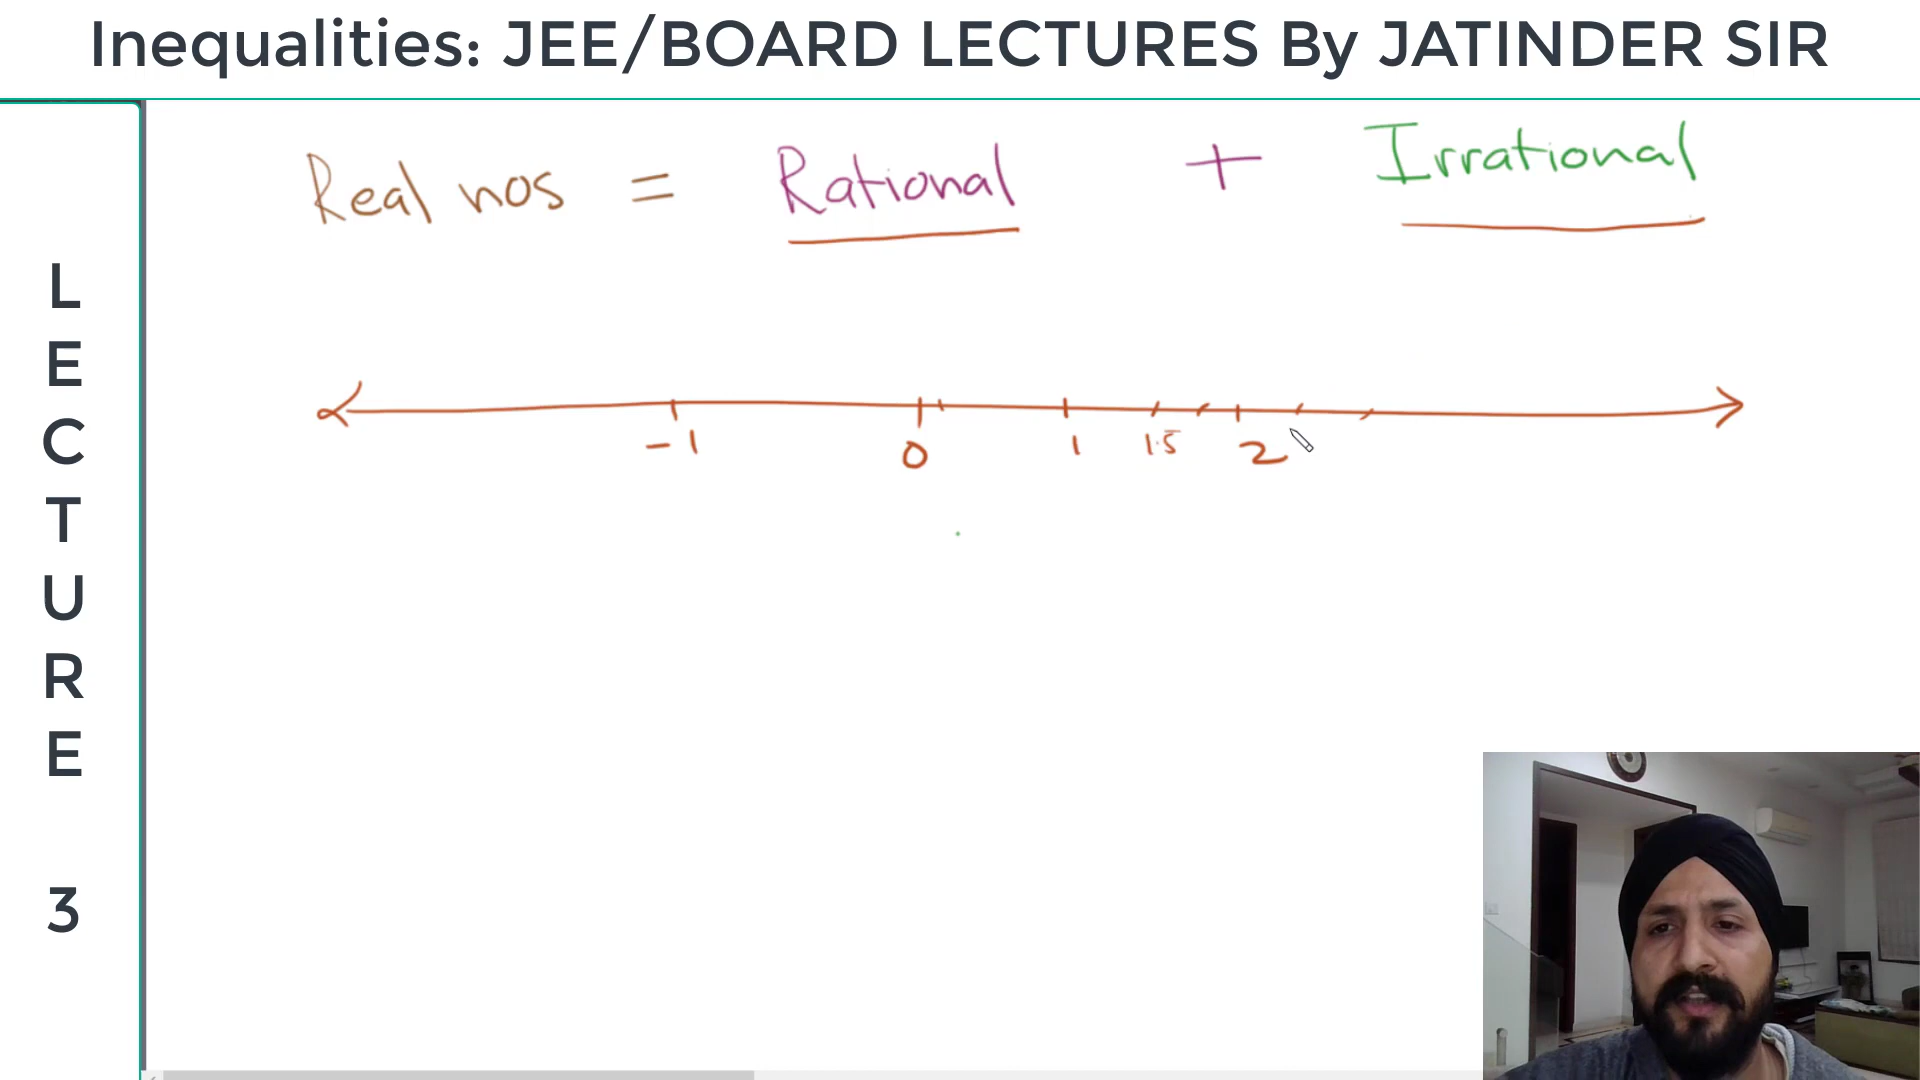 Inequalities: JEE/BOARD LECTURES By JATINDER SIR
Real nos = Rational + Irrational
-1 0 1 1.5 2
LECTURE 3